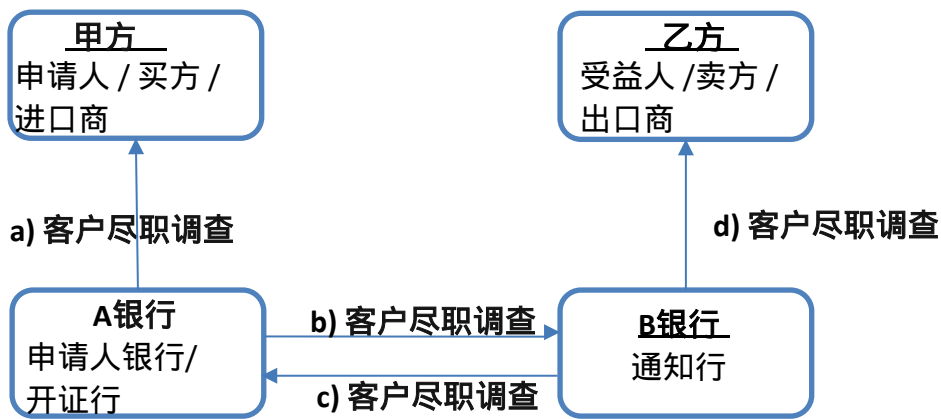 甲方
申请人 / 买方 /
进口商
乙方
受益人 /卖方 /
出口商
a) 客户尽职调查
d) 客户尽职调查
A银行
申请人银行/
开证行
b) 客户尽职调查
c) 客户尽职调查
B银行
通知行